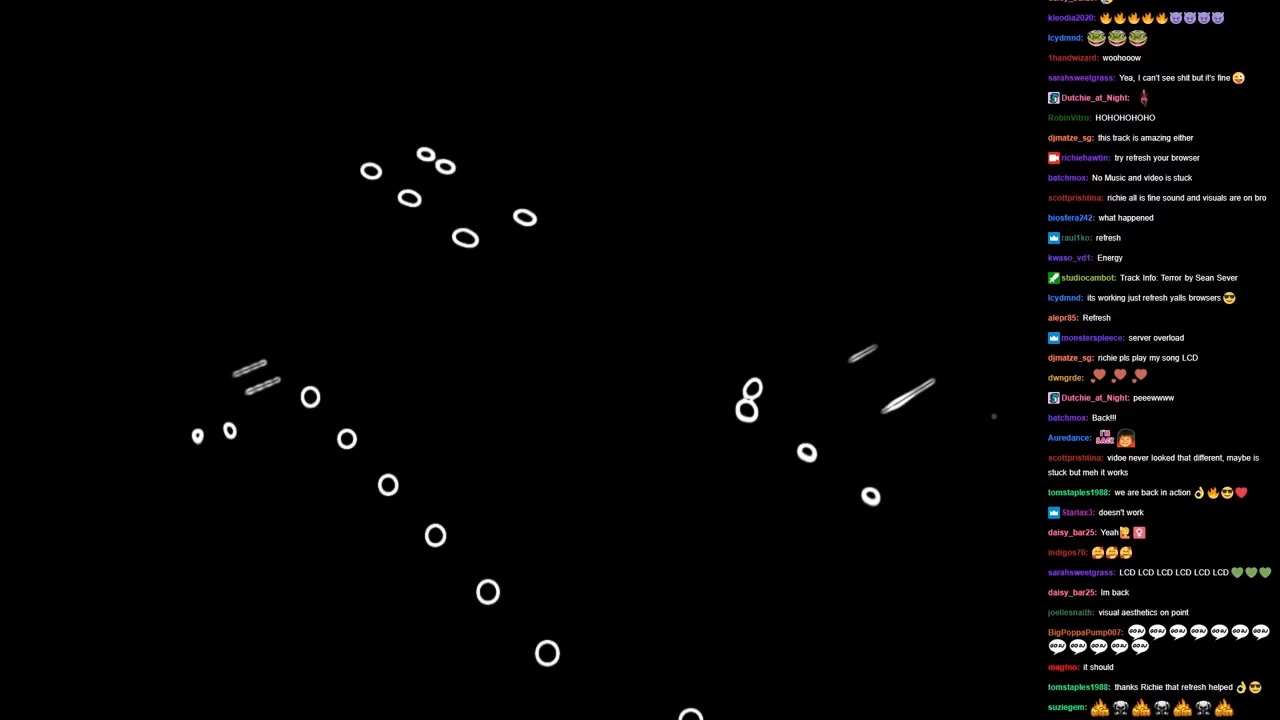 kleodia2020:
lcydmnd:
1handwizard: woohooow
sarahsweetgrass: Yea, I can't see shit but it's fine
Dutchie_at_Night:
RobinVitro: HOHOHOHOHO
djmatze_sg: this track is amazing either
richiehawtin: try refresh your browser
batchmox: No Music and video is stuck
scottprishtina: richie all is fine sound and visuals are on bro
biosfera242: what happened
raul1ko: refresh
kwaso_vd1: Energy
studiocambot: Track Info: Terror by Sean Sever
lcydmnd: its working just refresh yalls browsers
alepr85: Refresh
monsterspleece: server overload
djmatze_sg: richie pls play my song LCD
dwngrde:
Dutchie_at_Night: peeewwww
batchmox: Back!!!
Auredance: I'M BACK
scottprishtina: vidoe never looked that different, maybe is
stuck but meh it works
tomstaples1988: we are back in action
Starlax3: doesn't work
daisy_bar25: Yeah
indigos76:
sarahsweetgrass: LCD LCD LCD LCD LCD LCD
daisy_bar25: Im back
joellesnaith: visual aesthetics on point
BigPoppaPump007:
magtno: it should
tomstaples1988: thanks Richie that refresh helped
suziegem: